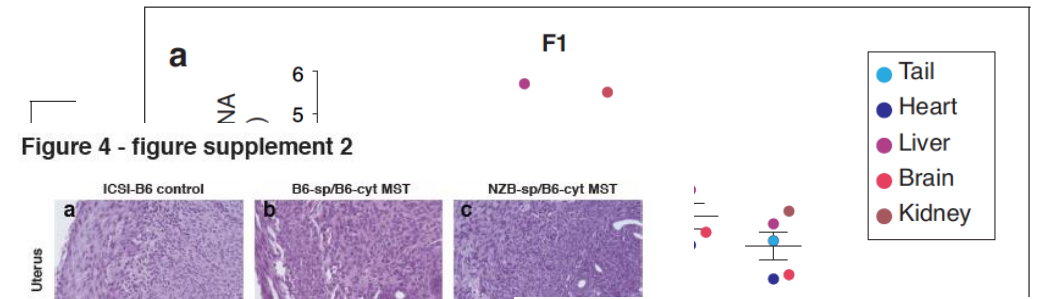 a
F1
6
5
NA
)
Tail
Heart
Liver
Brain
Kidney
Figure 4 - figure supplement 2
ICSI-B6 control
B6-sp/B6-cyt MST
NZB-sp/B6-cyt MST
a
b
c
Uterus